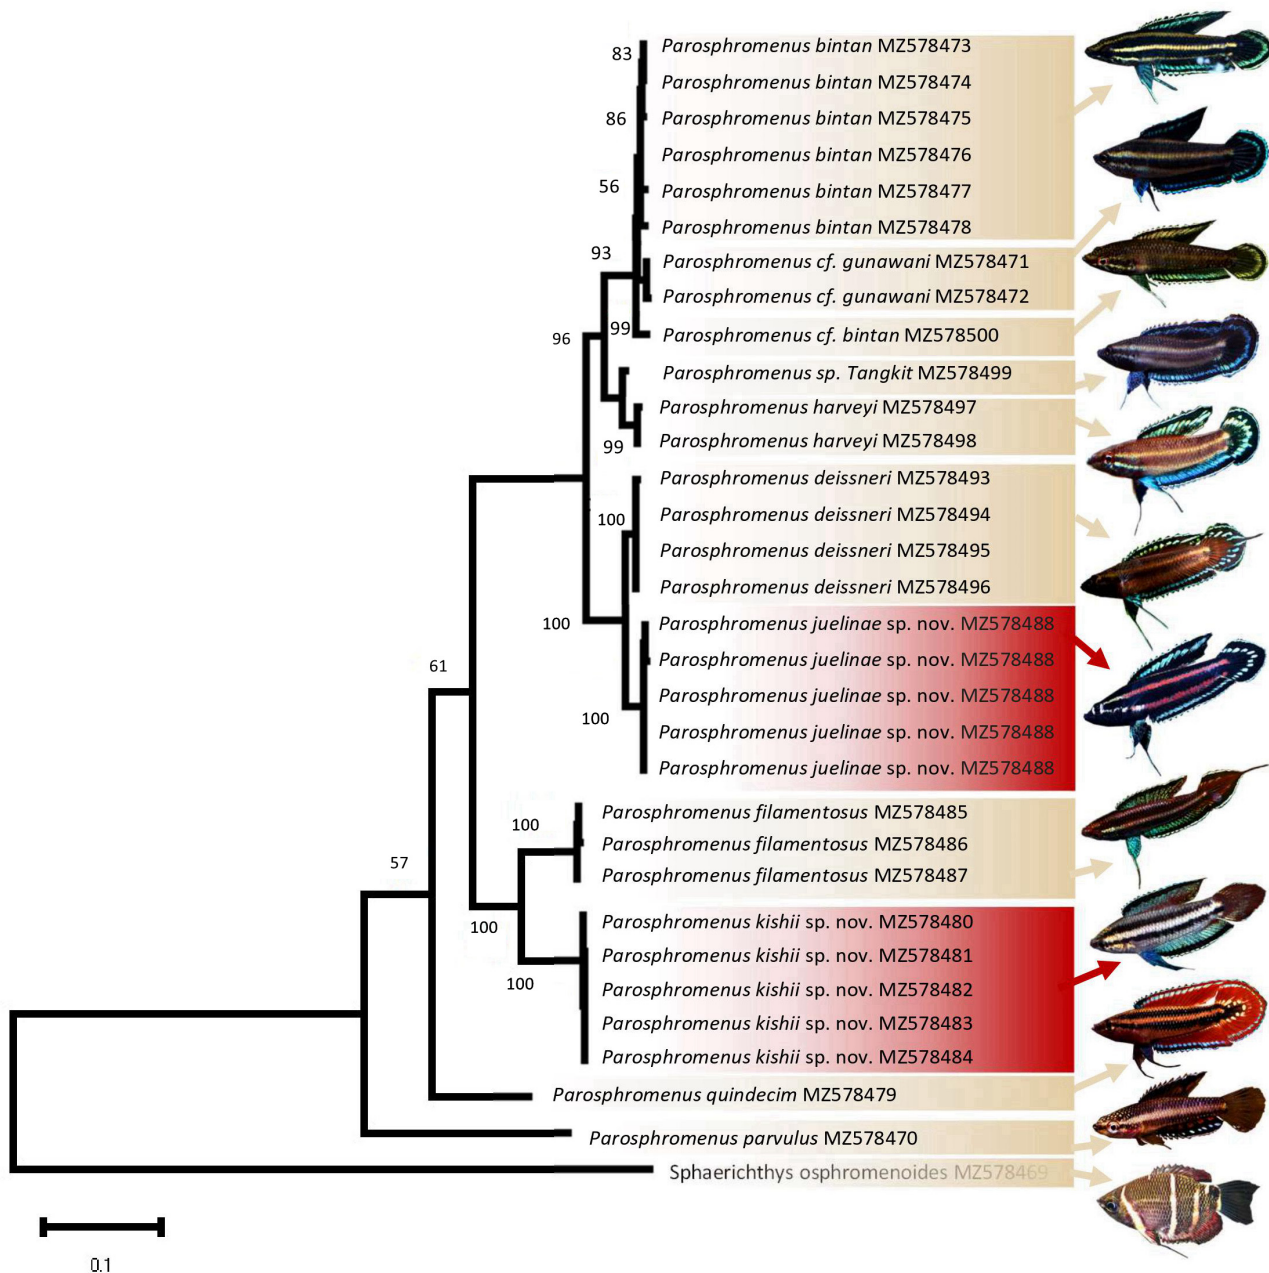 83
Parosphromenus bintan MZ578473
Parosphromenus bintan MZ578474
86
Parosphromenus bintan MZ578475
Parosphromenus bintan MZ578476
56
Parosphromenus bintan MZ578477
Parosphromenus bintan MZ578478
93
Parosphromenus cf. gunawani MZ578471
Parosphromenus cf. gunawani MZ578472
99
96
Parosphromenus cf. bintan MZ578500
Parosphromenus sp. Tangkit MZ578499
Parosphromenus harveyi MZ578497
99
Parosphromenus harveyi MZ578498
Parosphromenus deissneri MZ578493
100
Parosphromenus deissneri MZ578494
Parosphromenus deissneri MZ578495
Parosphromenus deissneri MZ578496
100
Parosphromenus juelinae sp. nov. MZ578488
Parosphromenus juelinae sp. nov. MZ578488
61
Parosphromenus juelinae sp. nov. MZ578488
100
Parosphromenus juelinae sp. nov. MZ578488
Parosphromenus juelinae sp. nov. MZ578488
100
Parosphromenus filamentosus MZ578485
Parosphromenus filamentosus MZ578486
57
Parosphromenus filamentosus MZ578487
100
Parosphromenus kishii sp. nov. MZ578480
Parosphromenus kishii sp. nov. MZ578481
100
Parosphromenus kishii sp. nov. MZ578482
Parosphromenus kishii sp. nov. MZ578483
Parosphromenus kishii sp. nov. MZ578484
Parosphromenus quindecim MZ578479
Parosphromenus parvulus MZ578470
Sphaerichthys osphromenoides MZ578469
0.1